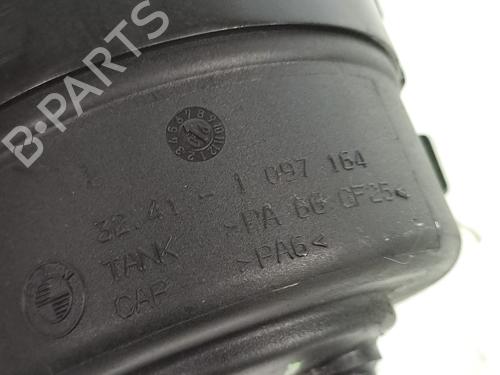 B-PARTS
32.41 - 1 097 164
TANK >PA 66 GF25<
CAP >PA6<